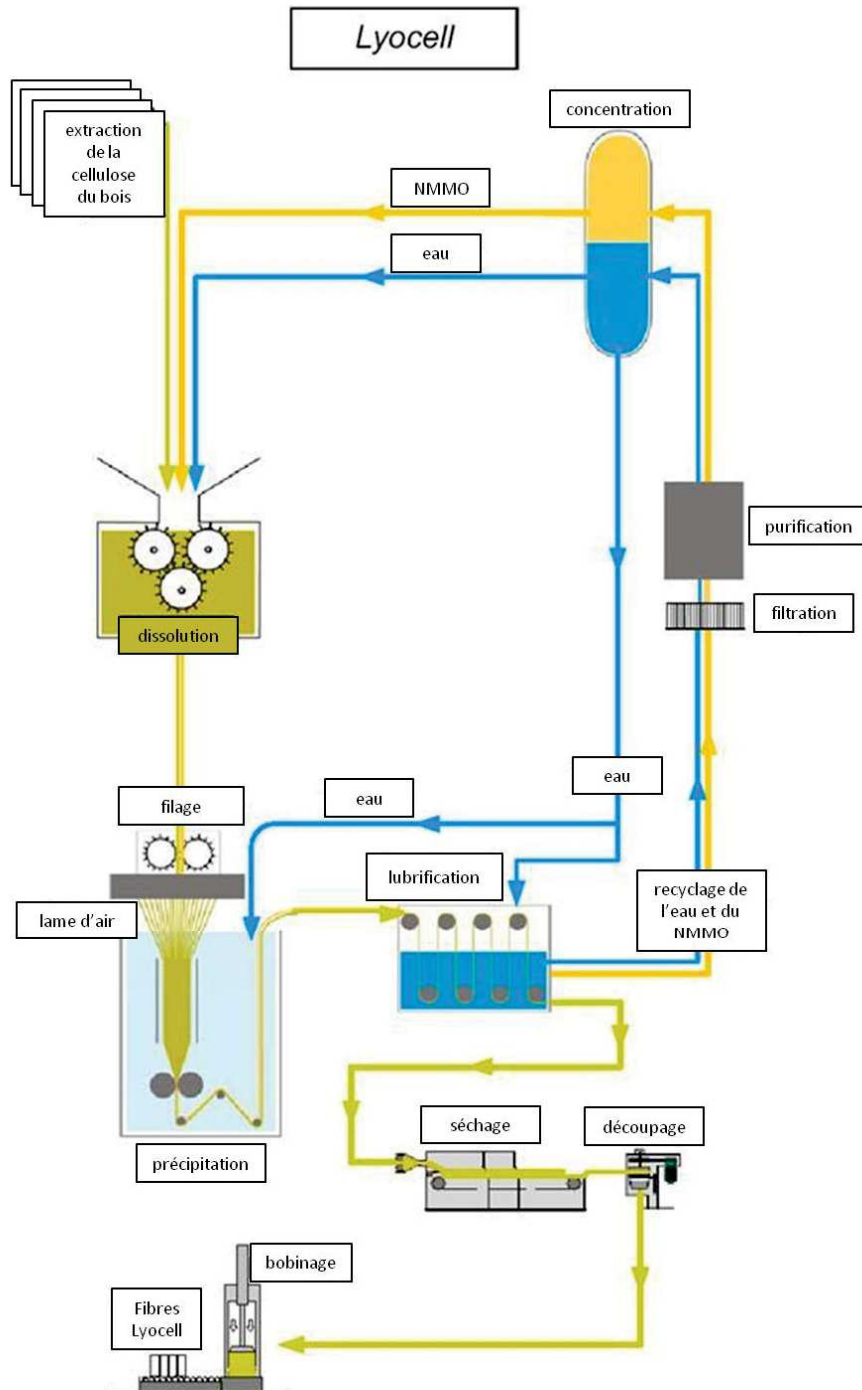 Lyocell
extraction
de la
cellulose
du bois
concentration
NMMO
eau
purification
filtration
dissolution
eau
filage
eau
lubrification
lame d'air
recyclage de
l'eau et du
NMMO
précipitation
séchage
découpage
bobinage
Fibres
Lyocell